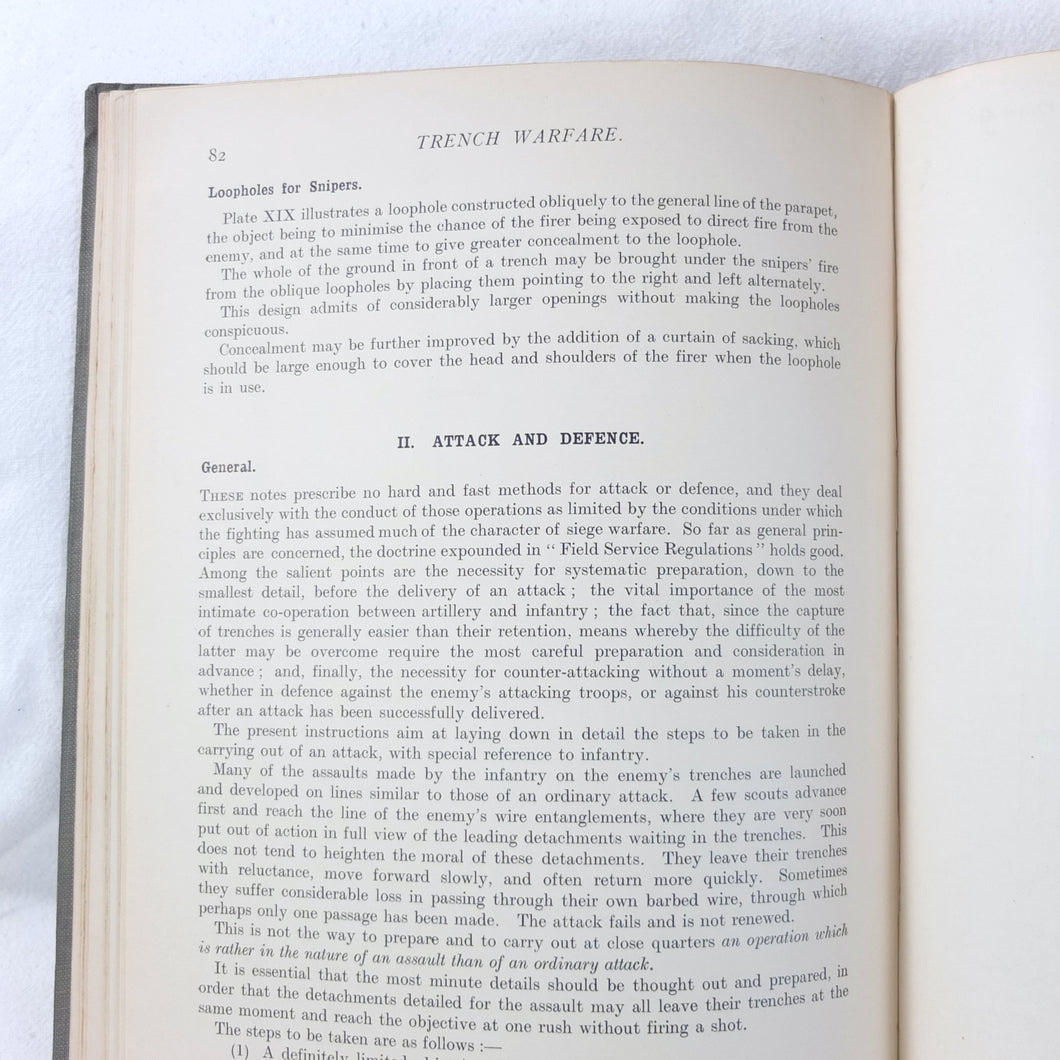 82
TRENCH WARFARE.
Loopholes for Snipers.
Plate XIX illustrates a loophole constructed obliquely to the general line of the parapet,
the object being to minimise the chance of the firer being exposed to direct fire from the
enemy, and at the same time to give greater concealment to the loophole.
The whole of the ground in front of a trench may be brought under the snipers' fire
from the oblique loopholes by placing them pointing to the right and left alternately.
This design admits of considerably larger openings without making the loopholes
conspicuous.
Concealment may be further improved by the addition of a curtain of sacking, which
should be large enough to cover the head and shoulders of the firer when the loophole
is in use.
II. ATTACK AND DEFENCE.
General.
THESE notes prescribe no hard and fast methods for attack or defence, and they deal
exclusively with the conduct of those operations as limited by the conditions under which
the fighting has assumed much of the character of siege warfare. So far as general prin-
ciples are concerned, the doctrine expounded in " Field Service Regulations " holds good.
Among the salient points are the necessity for systematic preparation, down to the
smallest detail, before the delivery of an attack ; the vital importance of the most
intimate co-operation between artillery and infantry ; the fact that, since the capture
of trenches is generally easier than their retention, means whereby the difficulty of the
latter may be overcome require the most careful preparation and consideration in
advance ; and, finally, the necessity for counter-attacking without a moment's delay,
whether in defence against the enemy's attacking troops, or against his counterstroke
after an attack has been successfully delivered.
The present instructions aim at laying down in detail the steps to be taken in the
carrying out of an attack, with special reference to infantry.
Many of the assaults made by the infantry on the enemy's trenches are launched
and developed on lines similar to those of an ordinary attack. A few scouts advance
first and reach the line of the enemy's wire entanglements, where they are very soon
put out of action in full view of the leading detachments waiting in the trenches. This
does not tend to heighten the moral of these detachments. They leave their trenches
with reluctance, move forward slowly, and often return more quickly. Sometimes
they suffer considerable loss in passing through their own barbed wire, through which
perhaps only one passage has been made. The attack fails and is not renewed.
This is not the way to prepare and to carry out at close quarters an operation which
is rather in the nature of an assault than of an ordinary attack.
It is essential that the most minute details should be thought out and prepared, in
order that the detachments detailed for the assault may all leave their trenches at the
same moment and reach the objective at one rush without firing a shot.
The steps to be taken are as follows :—
(1) A definitely